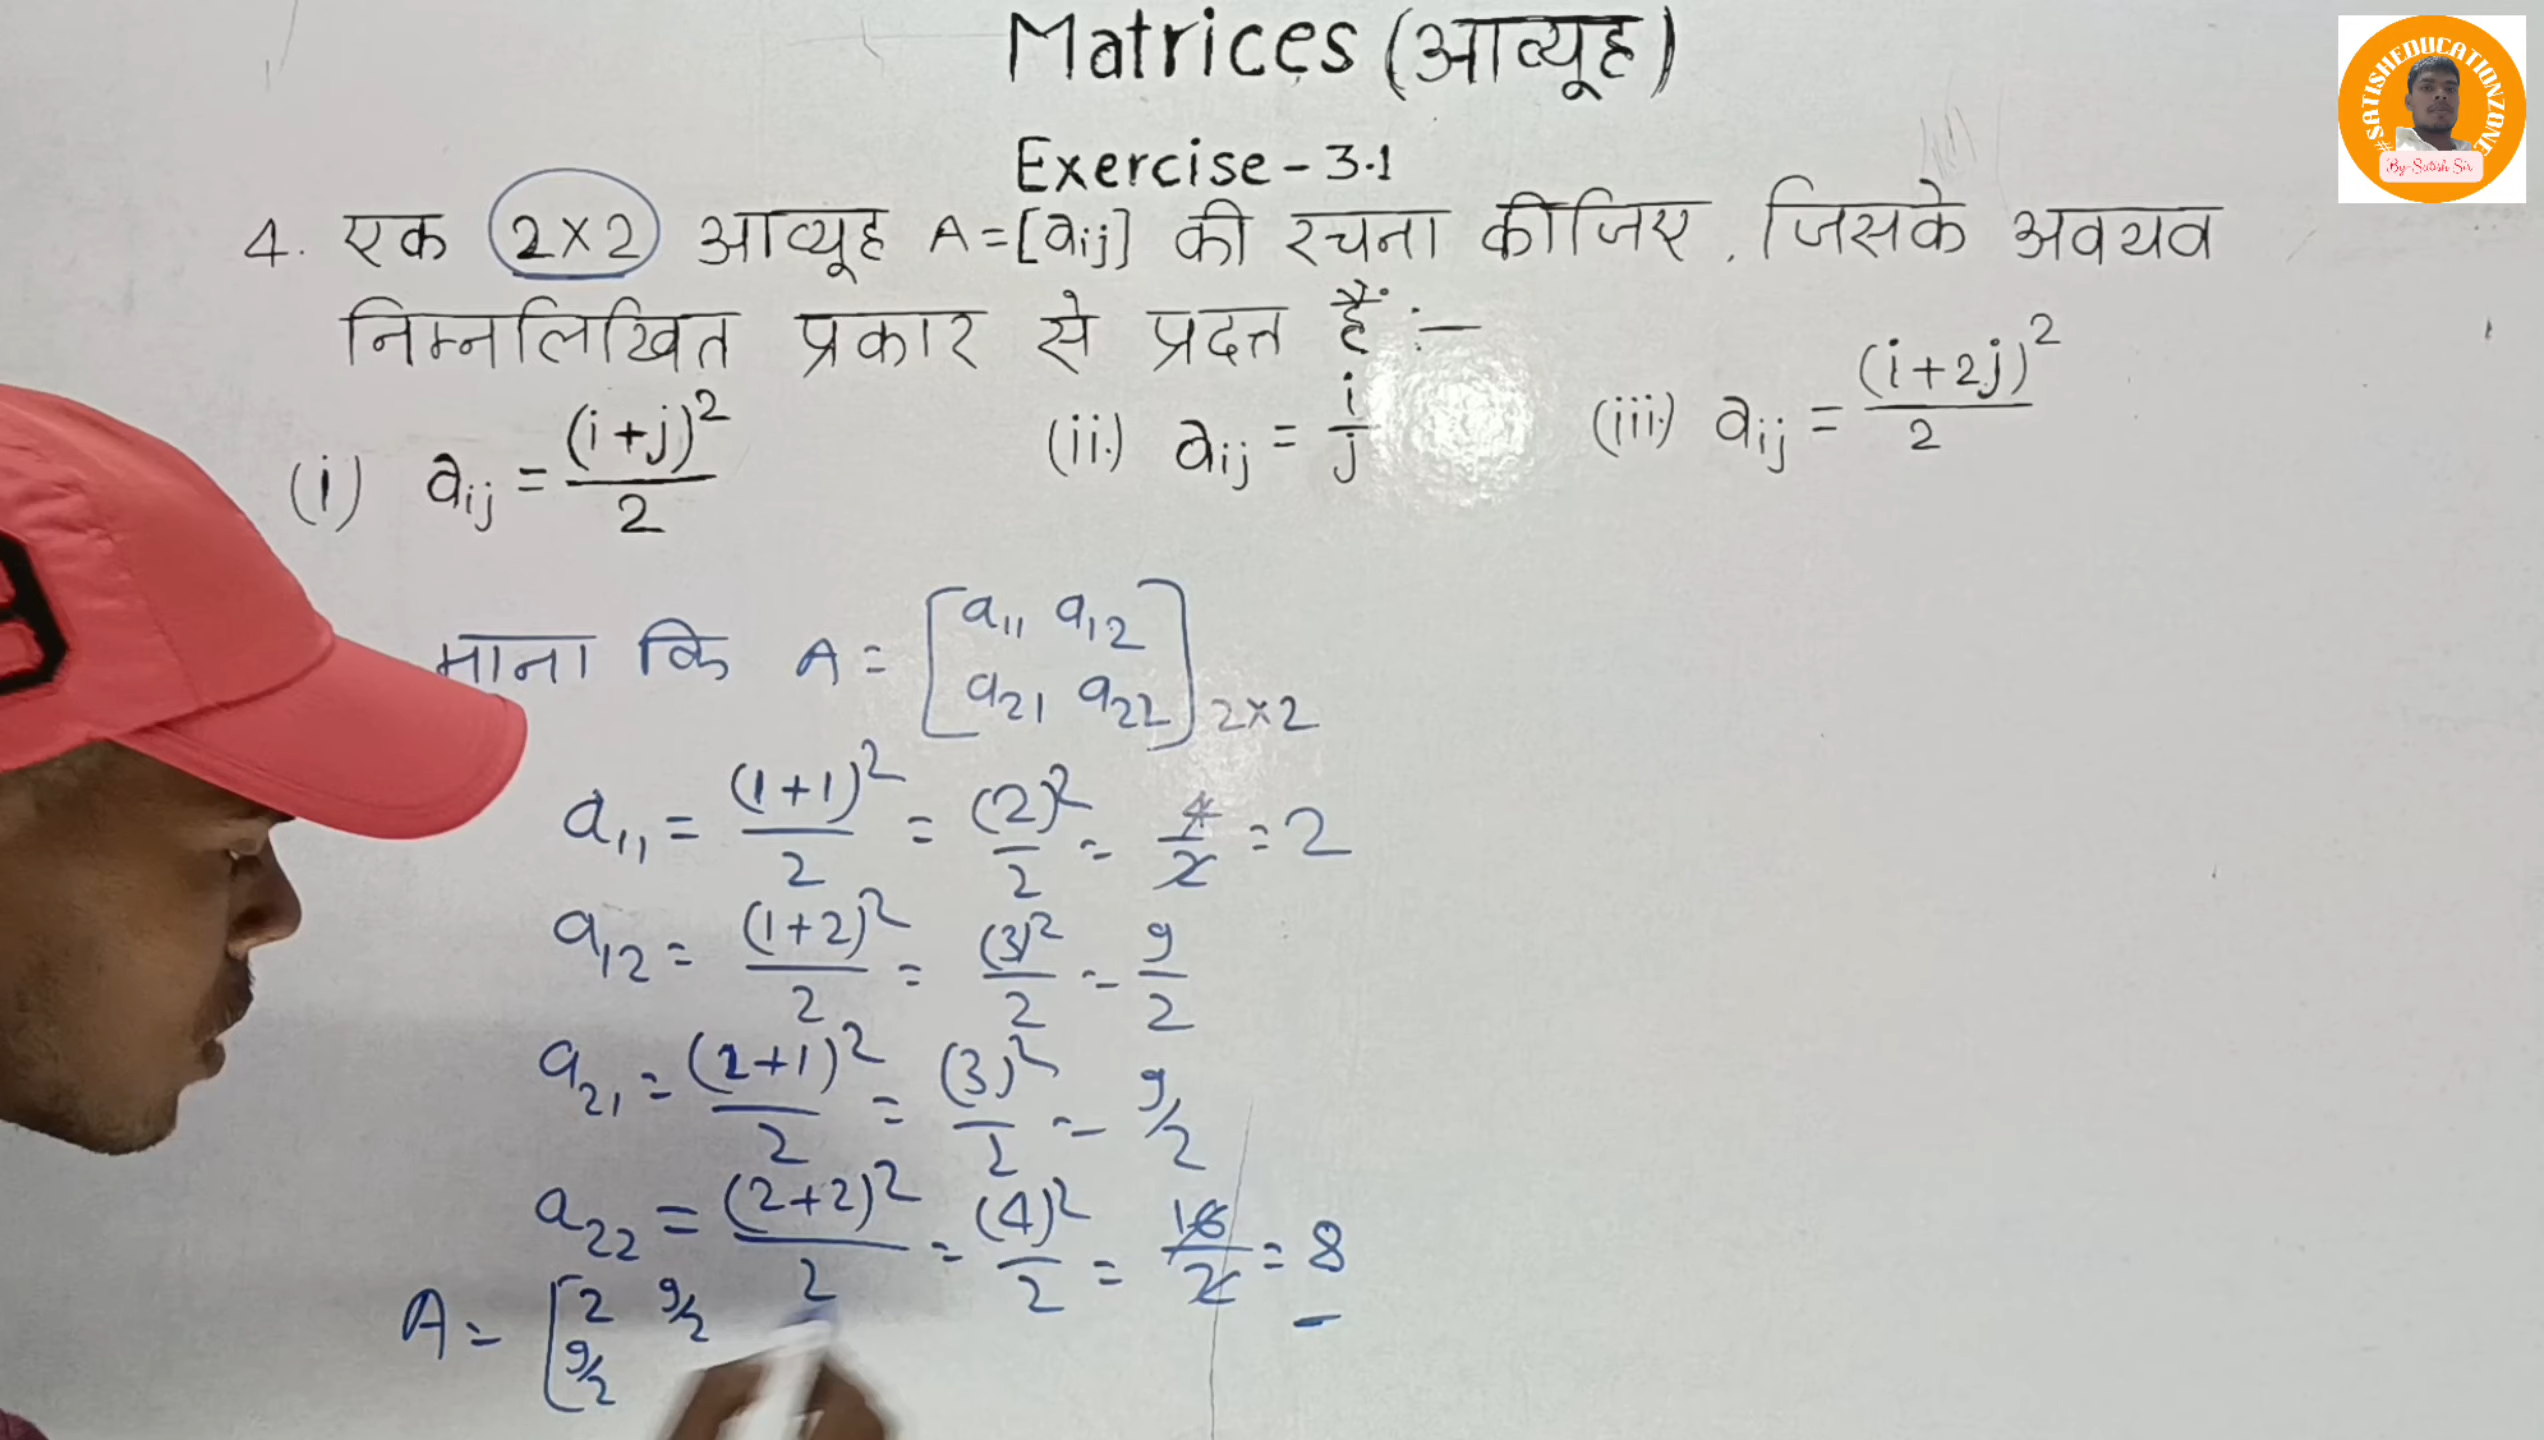 Matrices (आव्यूह)
Exercise - 3.1
4. एक 2×2 आव्यूह A=[aij] की रचना कीजिए, जिसके अवयव
निम्नलिखित प्रकार से प्रदत्त हैं :–
(i) aij = (i+j)²/2 (ii.) aij = i/j (iii.) aij = (i+2j)²/2
माना कि A = [a11 a12
a21 a22]2×2
a11 = (1+1)²/2 = (2)²/2 = 4/2 = 2
a12 = (1+2)²/2 = (3)²/2 = 9/2
a21 = (2+1)²/2 = (3)²/2 = 9/2
a22 = (2+2)²/2 = (4)²/2 = 16/2 = 8
A = [2 9/2
9/2
#SATISHEDUCATIONZONE
By-Satish Sir